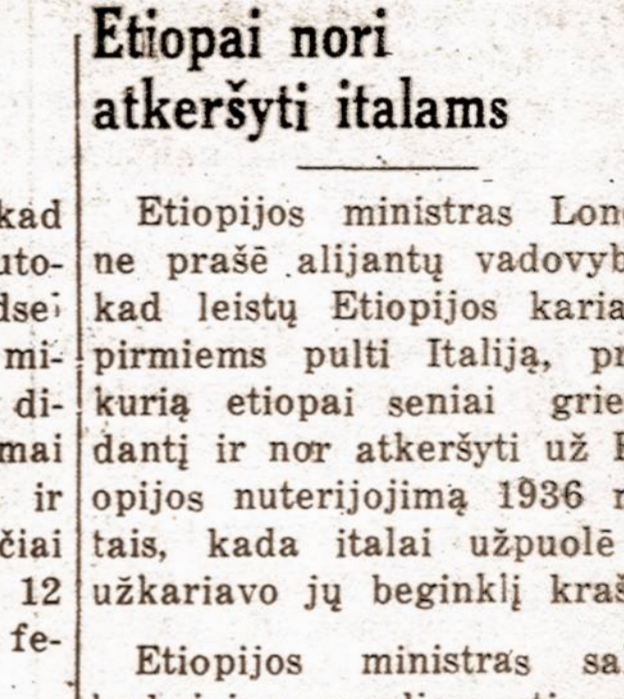 Etiopai nori
atkeršyti italams
kad
uto-
dsei
mi-
di-
mai
ir
čiai
12
fe-
Etiopijos ministras Lon
ne prašė alijantų vadovyb
kad leistų Etiopijos karia
pirmiems pulti Italiją, pr
kurią etiopai seniai grie
dantį ir nor atkeršyti už E
opijos nuterijojimą 1936 m
tais, kada italai užpuolė
užkariavo jų beginklį kraš
Etiopijos ministras sa